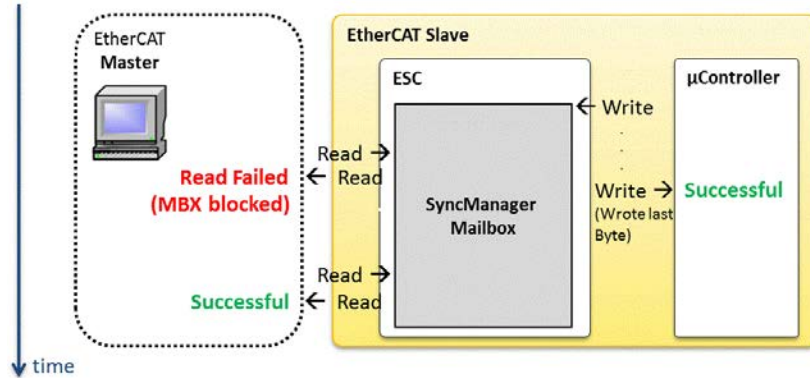 EtherCAT
Master
EtherCAT Slave
ESC
µController
← Write
.
.
.
Read →
← Read
Read Failed
(MBX blocked)
SyncManager
Mailbox
Write →
(Wrote last
Byte)
Successful
Read →
← Read
Successful
time